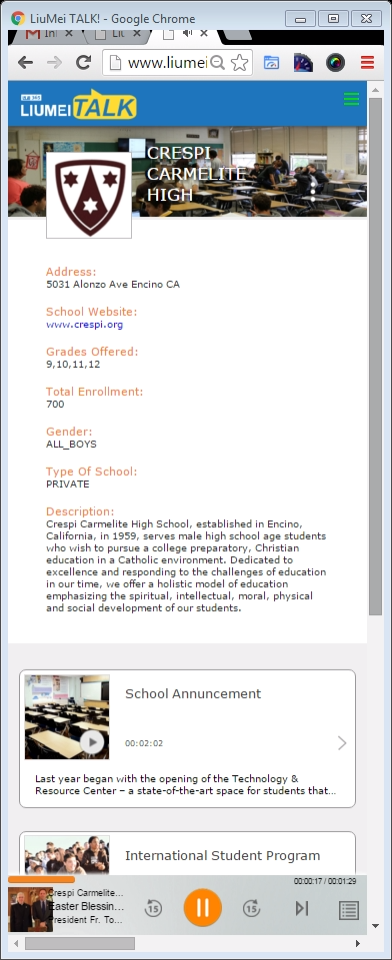 LiuMei TALK! - Google Chrome
Lit
www.liumei
LIUMEI TALK
CRESPI
CARMELITE
HIGH
Address:
5031 Alonzo Ave Encino CA
School Website:
www.crespi.org
Grades Offered:
9,10,11,12
Total Enrollment:
700
Gender:
ALL_BOYS
Type Of School:
PRIVATE
Description:
Crespi Carmelite High School, established in Encino,
California, in 1959, serves male high school age students
who wish to pursue a college preparatory, Christian
education in a Catholic environment. Dedicated to
excellence and responding to the challenges of education
in our time, we offer a holistic model of education
emphasizing the spiritual, intellectual, moral, physical
and social development of our students.
School Annuncement
00:02:02
Last year began with the opening of the Technology &
Resource Center – a state-of-the-art space for students that...
International Student Program
00:00:17 / 00:01:29
Crespi Carmelite...
Easter Blessin...
President Fr. To...
15
15